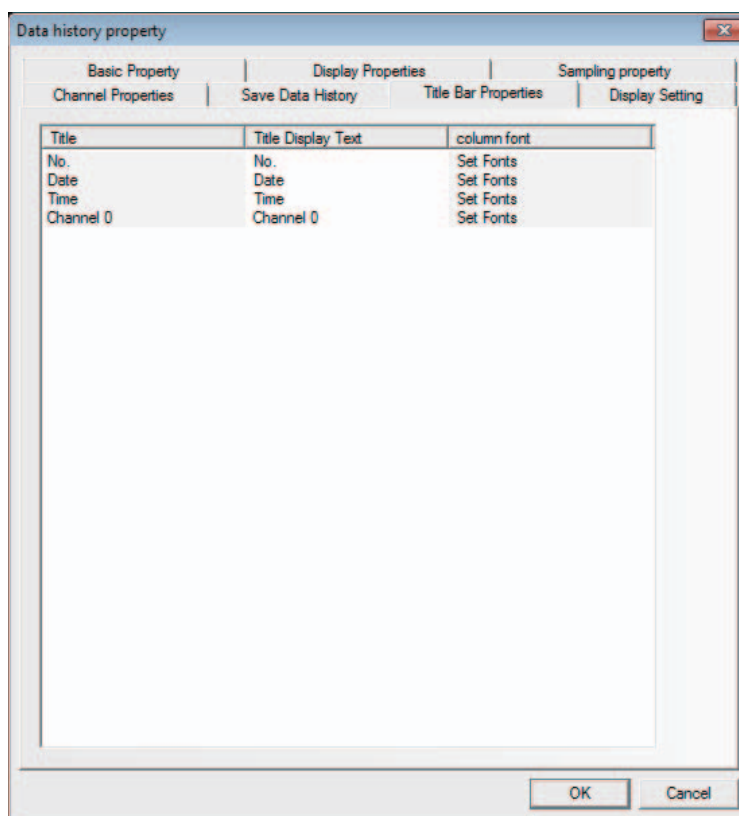 Data history property
Basic Property Display Properties Sampling property
Channel Properties Save Data History Title Bar Properties Display Setting
Title Title Display Text column font
No. No. Set Fonts
Date Date Set Fonts
Time Time Set Fonts
Channel 0 Channel 0 Set Fonts
OK Cancel